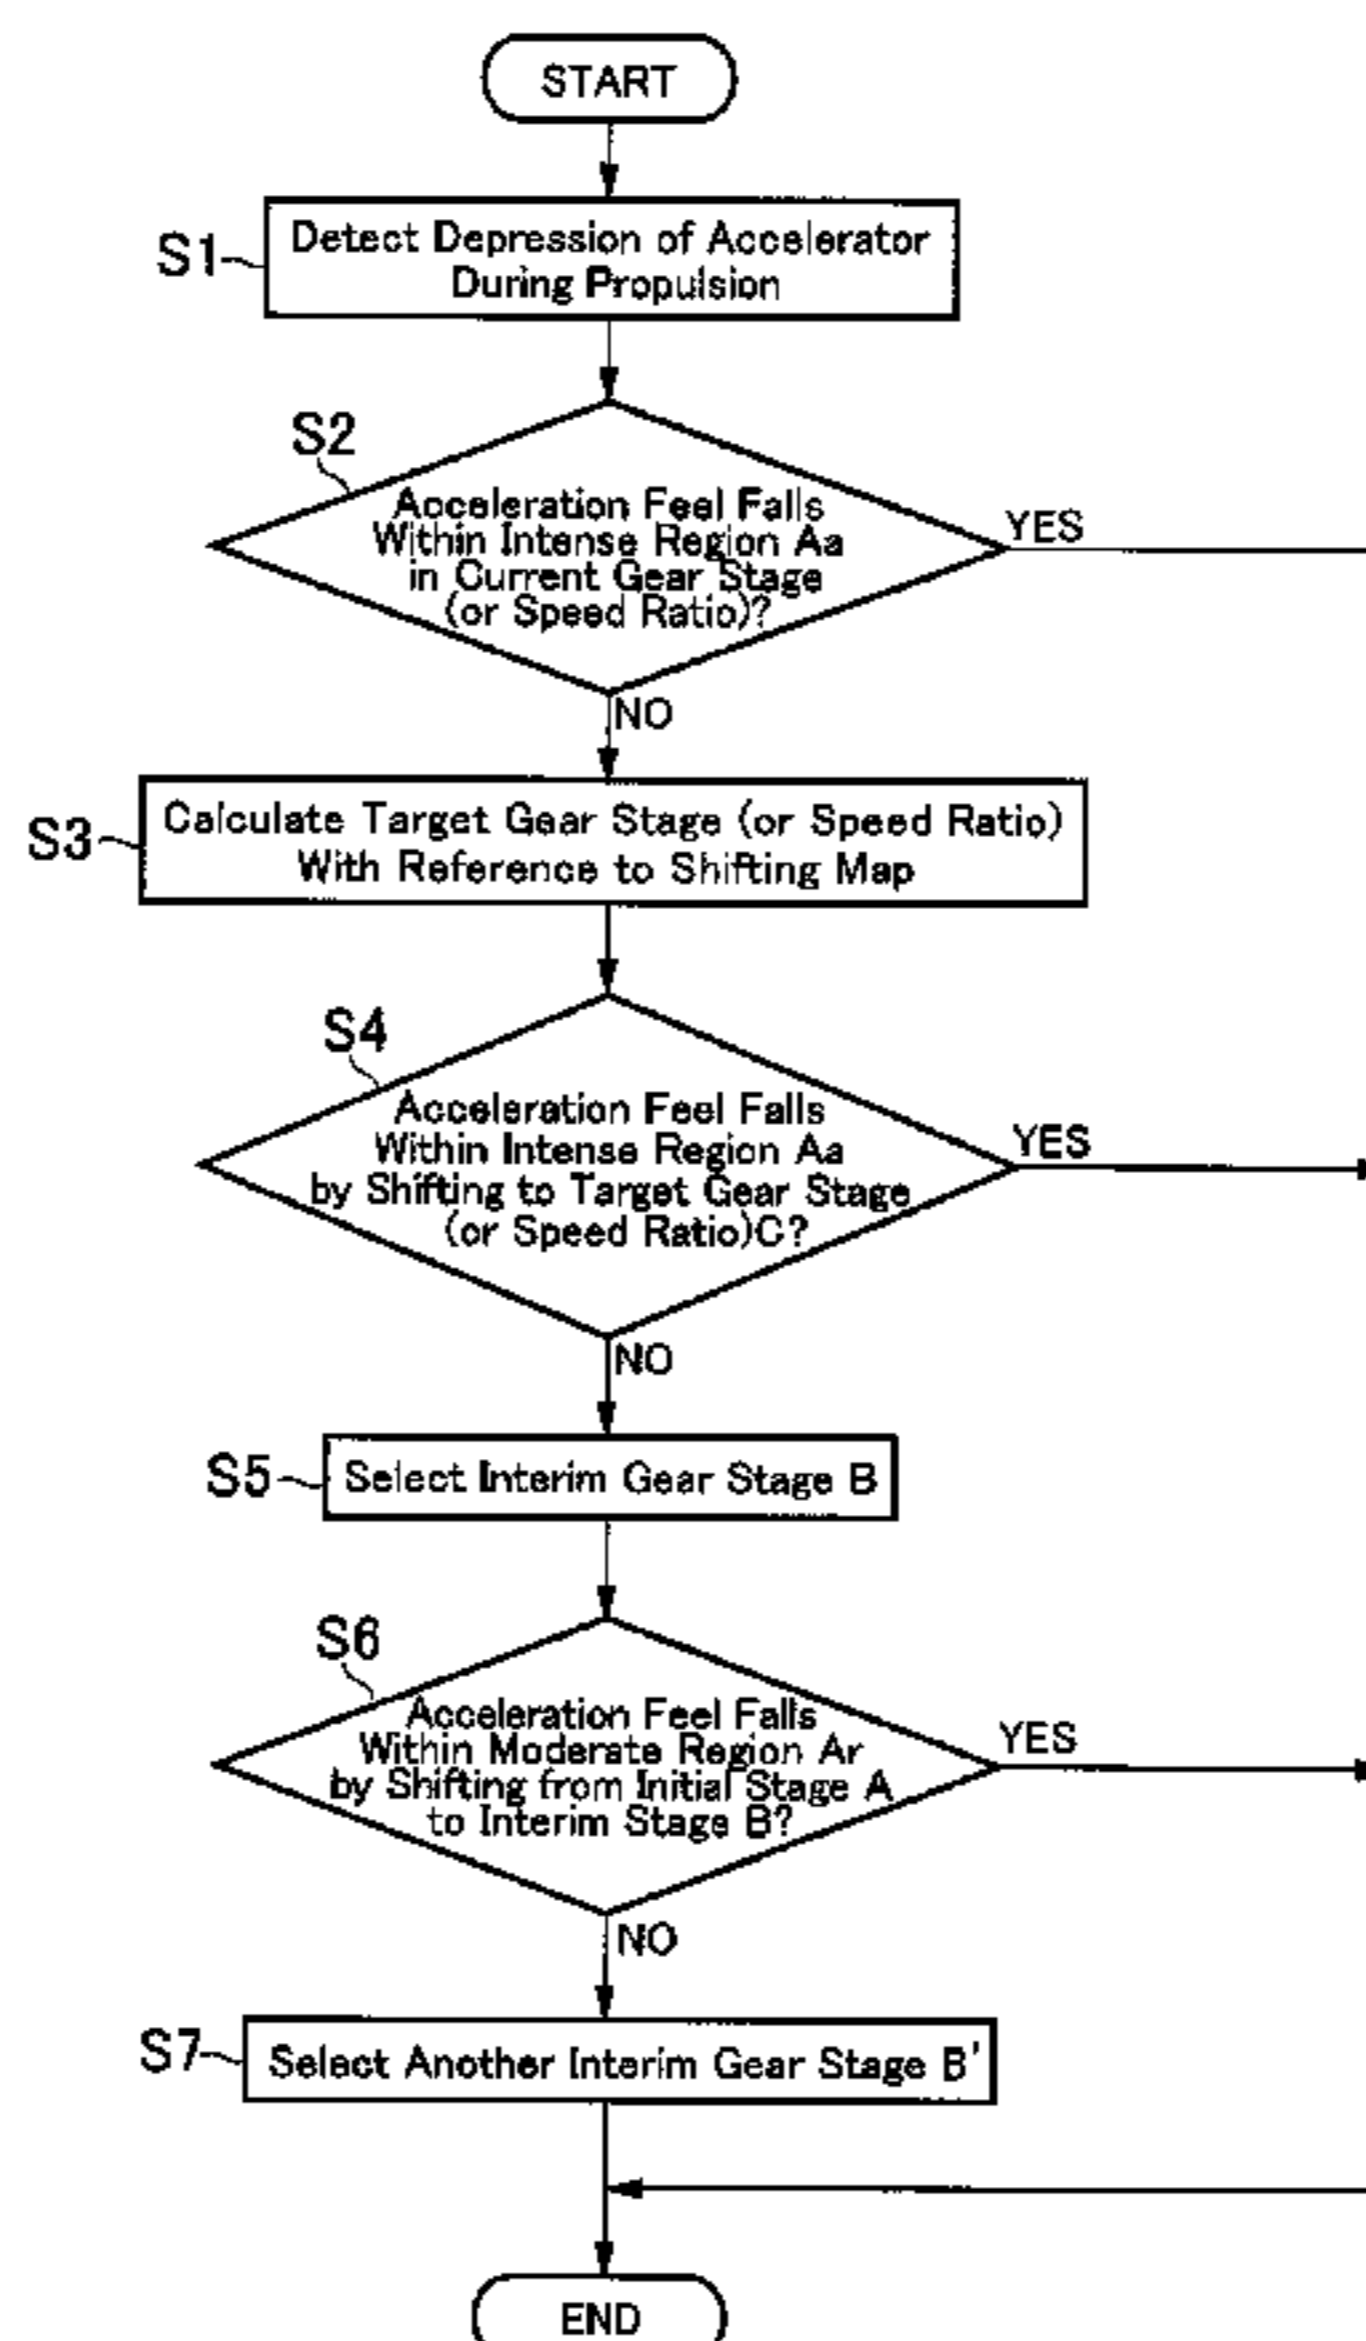 START
S1
Detect Depression of Accelerator
During Propulsion
S2
Acceleration Feel Falls
Within Intense Region Aa
in Current Gear Stage
(or Speed Ratio)?
YES
NO
S3
Calculate Target Gear Stage (or Speed Ratio)
With Reference to Shifting Map
S4
Acceleration Feel Falls
Within Intense Region Aa
by Shifting to Target Gear Stage
(or Speed Ratio)C?
YES
NO
S5
Select Interim Gear Stage B
S6
Acceleration Feel Falls
Within Moderate Region Ar
by Shifting from Initial Stage A
to Interim Stage B?
YES
NO
S7
Select Another Interim Gear Stage B'
END